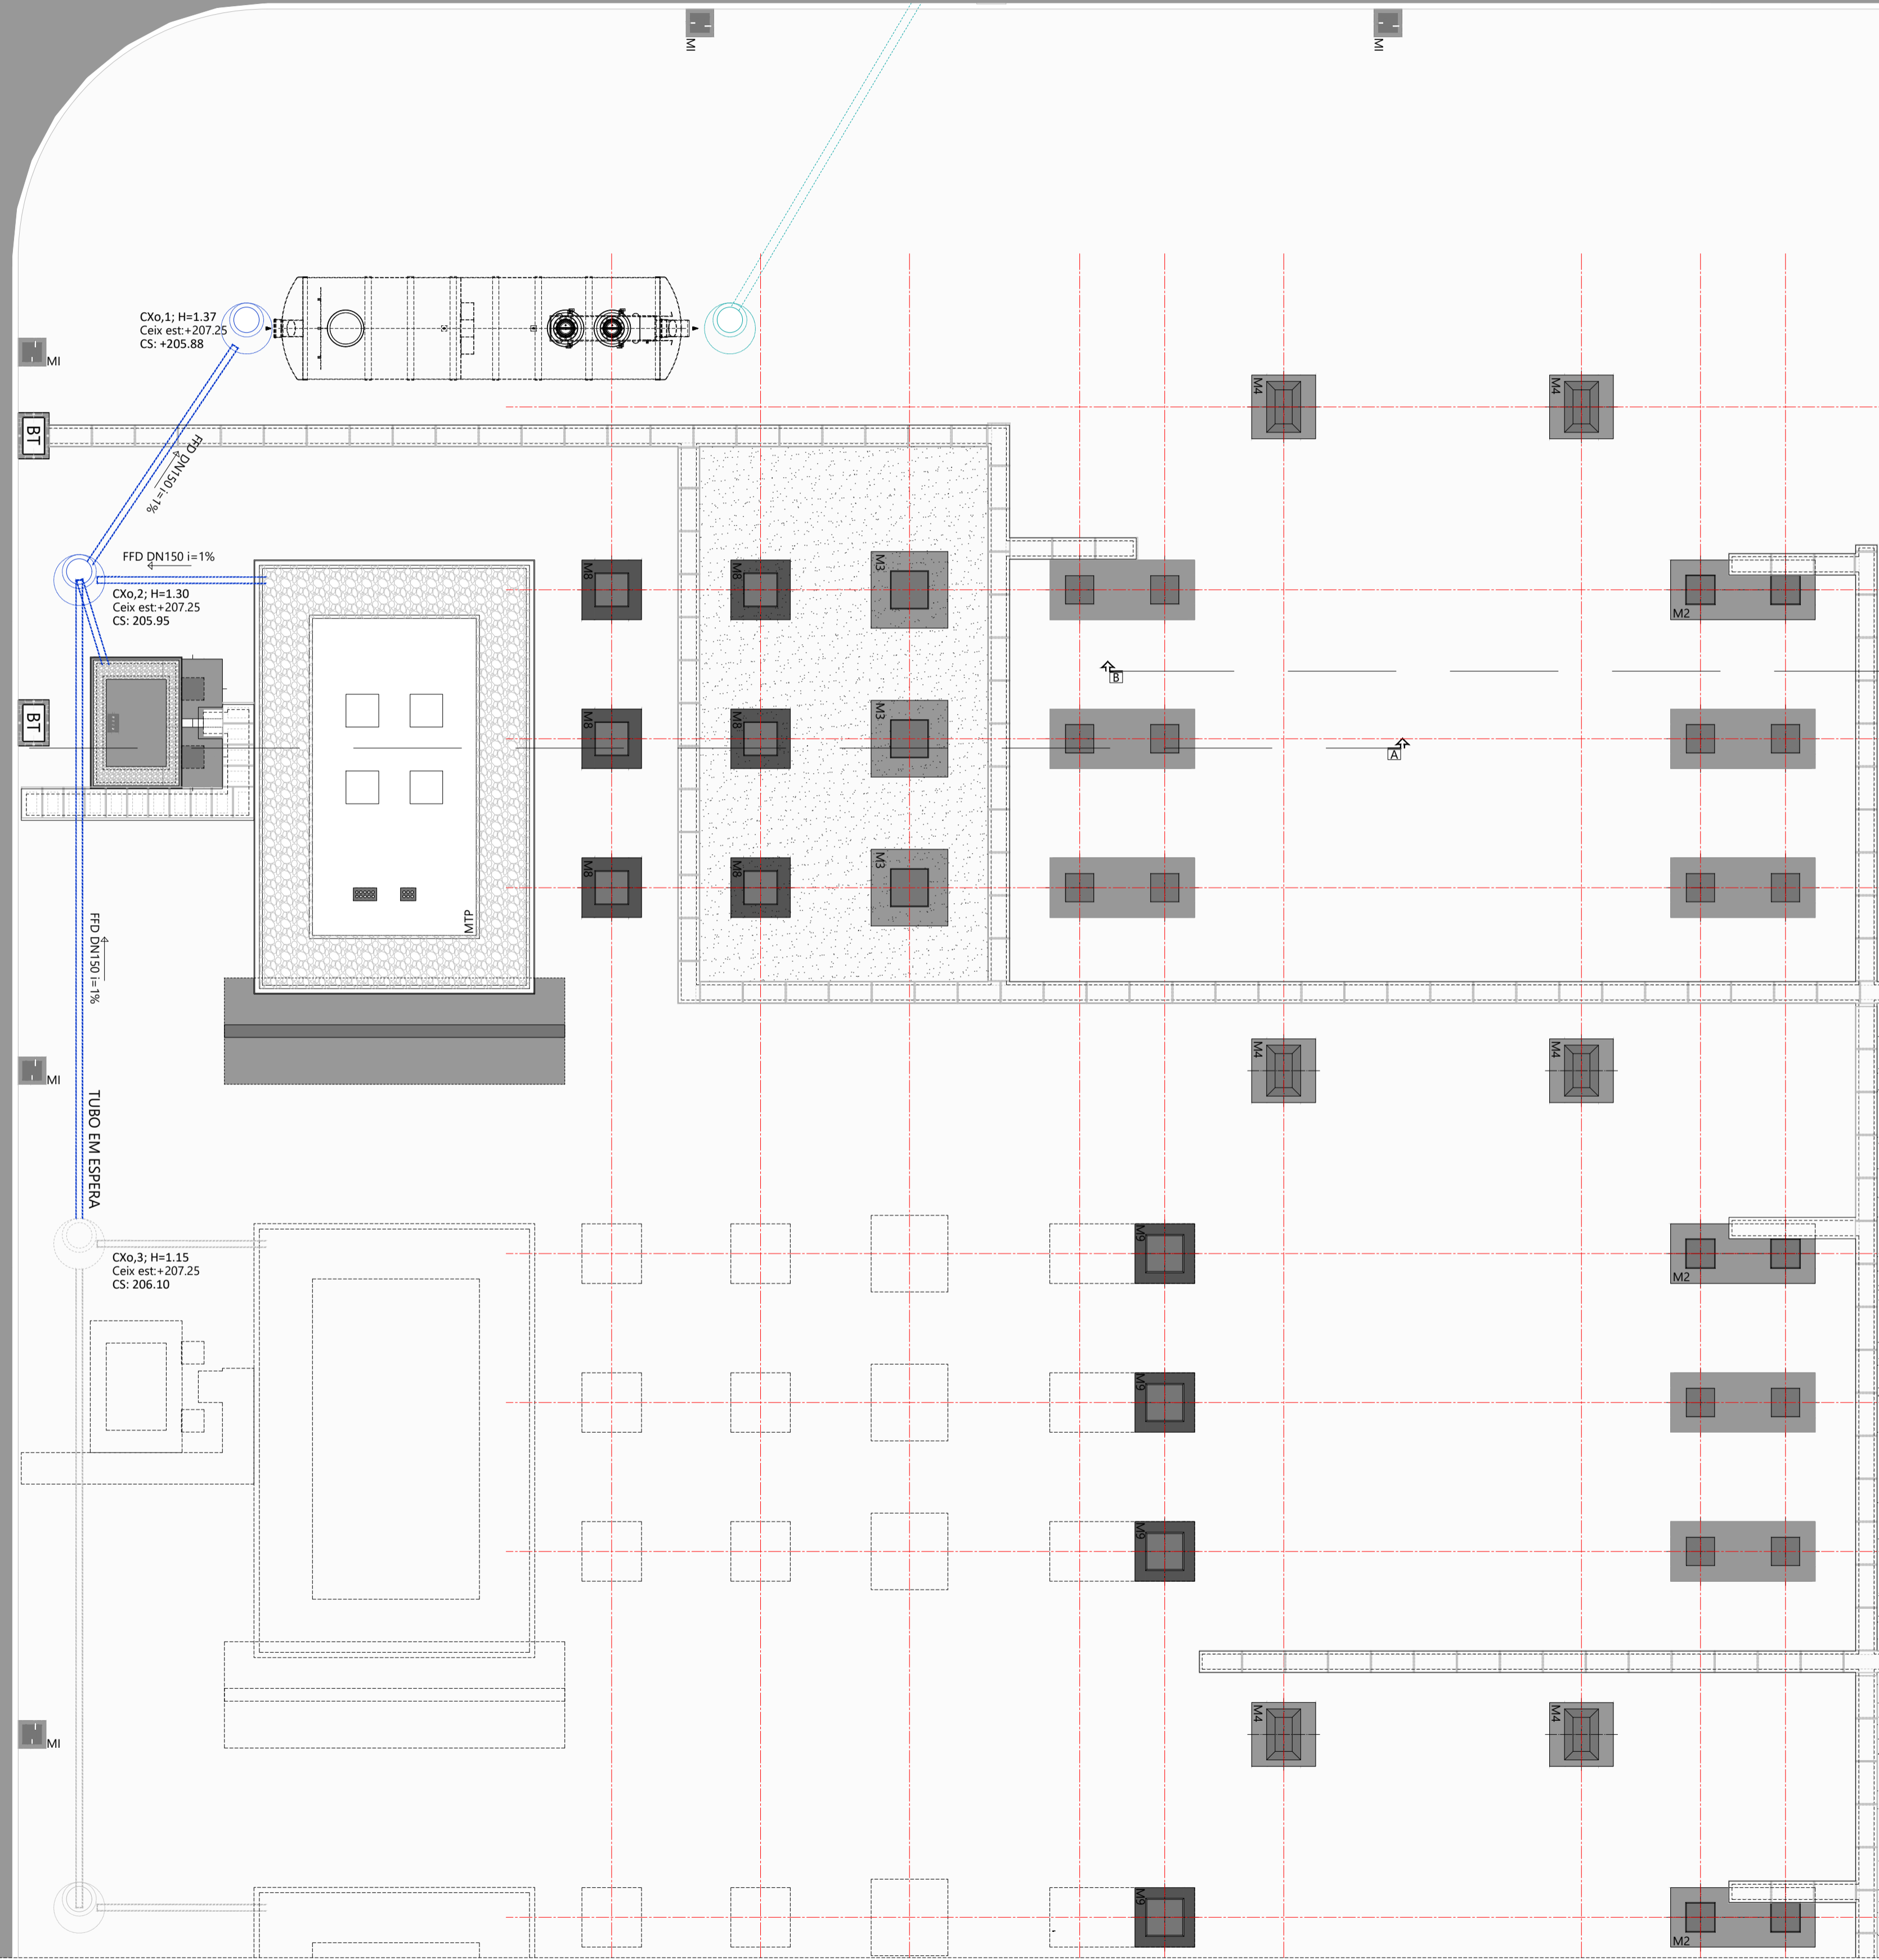 MI
MI
CXo,1; H=1.37
Ceix est:+207.25
CS: +205.88
MI
M4
M4
BT
FFD DN150 i=1%
FFD DN150 i=1%
M8
M8
M3
CXo,2; H=1.30
Ceix est:+207.25
CS: 205.95
M2
B
BT
M8
M8
M3
A
M8
M8
M3
MTP
FFD DN150 i=1%
M4
M4
MI
TUBO EM ESPERA
CXo,3; H=1.15
Ceix est:+207.25
CS: 206.10
M9
M2
M9
M9
M4
M4
MI
M9
M2